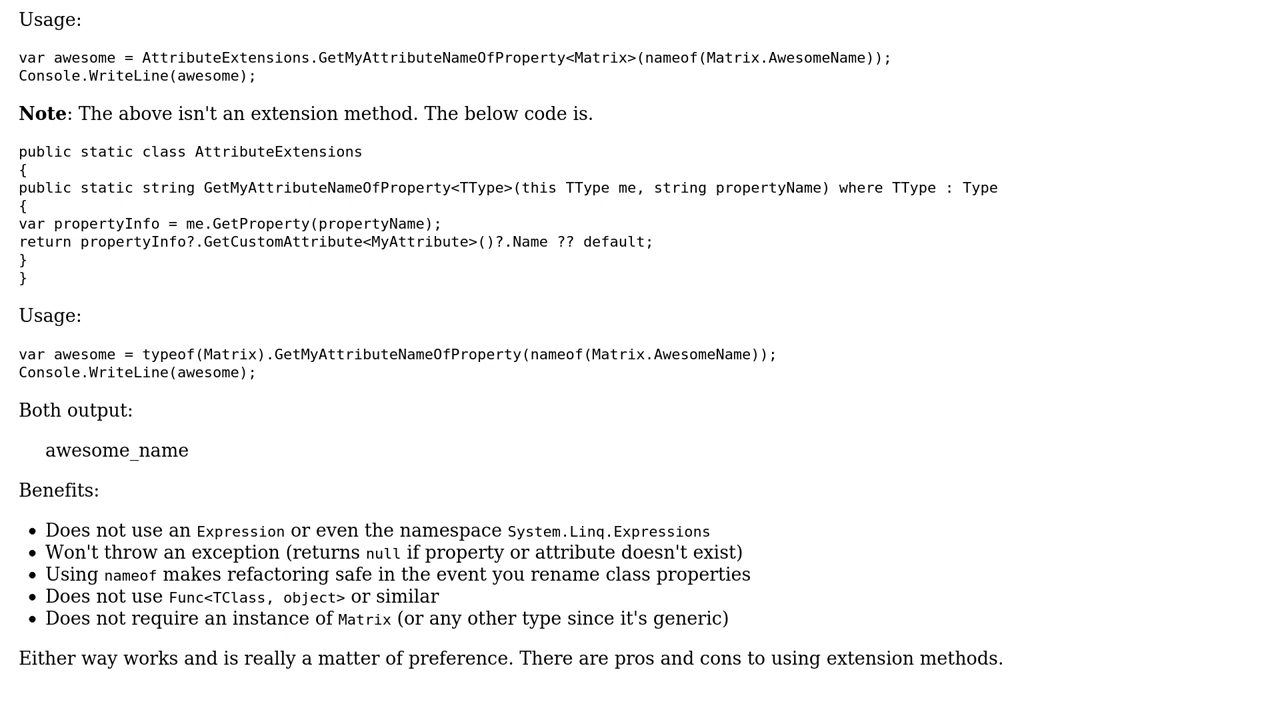 Usage:
var awesome = AttributeExtensions.GetMyAttributeNameOfProperty<Matrix>(nameof(Matrix.AwesomeName));
Console.WriteLine(awesome);
Note: The above isn't an extension method. The below code is.
public static class AttributeExtensions
{
public static string GetMyAttributeNameOfProperty<TType>(this TType me, string propertyName) where TType : Type
{
var propertyInfo = me.GetProperty(propertyName);
return propertyInfo?.GetCustomAttribute<MyAttribute>()?.Name ?? default;
}
}
Usage:
var awesome = typeof(Matrix).GetMyAttributeNameOfProperty(nameof(Matrix.AwesomeName));
Console.WriteLine(awesome);
Both output:
awesome_name
Benefits:
• Does not use an Expression or even the namespace System.Linq.Expressions
• Won't throw an exception (returns null if property or attribute doesn't exist)
• Using nameof makes refactoring safe in the event you rename class properties
• Does not use Func<TClass, object> or similar
• Does not require an instance of Matrix (or any other type since it's generic)
Either way works and is really a matter of preference. There are pros and cons to using extension methods.